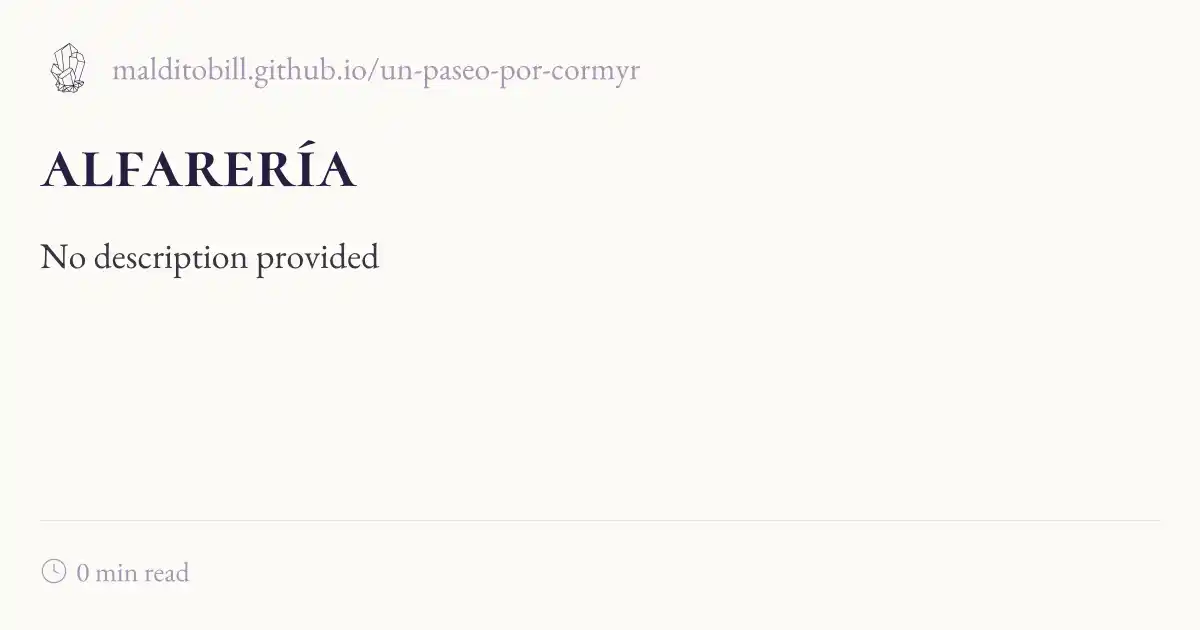 malditobill.github.io/un-paseo-por-cormyr
ALFARERÍA
No description provided
0 min read